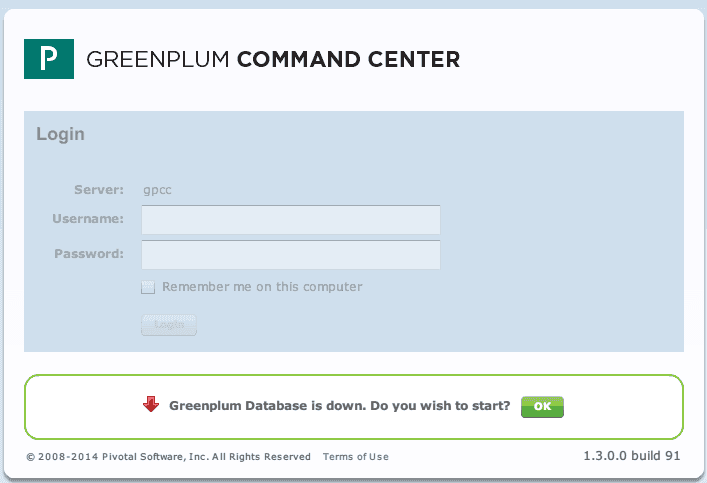 P GREENPLUM COMMAND CENTER
Login
Server: gpcc
Username:
Password:
Remember me on this computer
Login
Greenplum Database is down. Do you wish to start? OK
© 2008-2014 Pivotal Software, Inc. All Rights Reserved Terms of Use 1.3.0.0 build 91